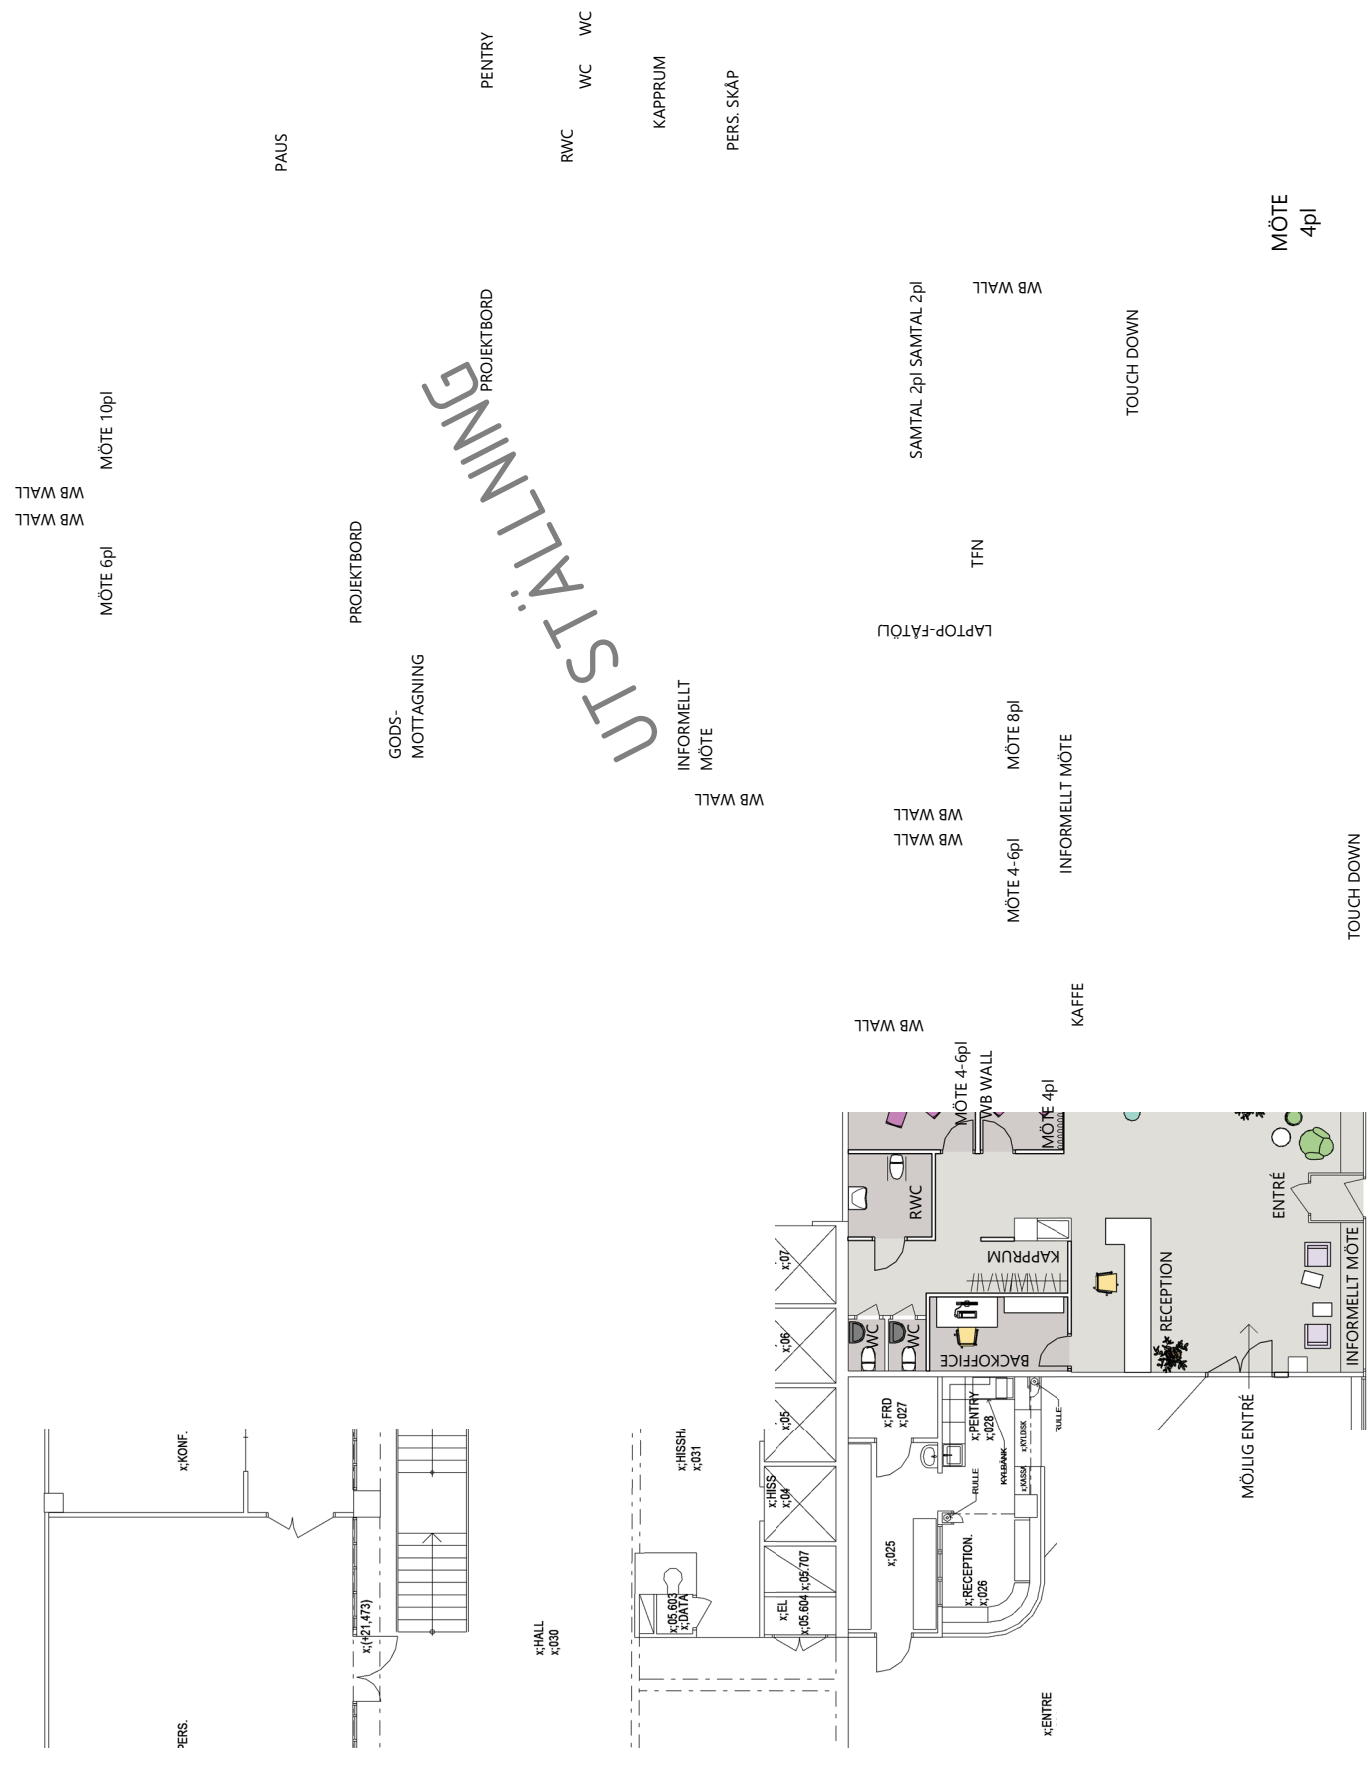 WC
PENTRY
WC
KAPPRUM
PERS. SKÅP
RWC
PAUS
MÖTE
4pl
WB WALL
SAMTAL 2pl SAMTAL 2pl
PROJEKTBORD
TOUCH DOWN
UTSTÄLLNING
MÖTE 10pl
WB WALL
WB WALL
MÖTE 6pl
PROJEKTBORD
TFN
LAPTOP-FÅTÖLJ
GODS-
MOTTAGNING
INFORMELLT
MÖTE
MÖTE 8pl
INFORMELLT MÖTE
WB WALL
WB WALL
WB WALL
MÖTE 4-6pl
TOUCH DOWN
KAFFE
WB WALL
MÖTE 4-6pl
WB WALL
MÖTE 4pl
RWC
ENTRÉ
KAPPRUM
x;07
RECEPTION
INFORMELLT MÖTE
WC
WC
x;06
BACKOFFICE
x;05
x;FRD
x;027
x;PENTRY
x;028
RULLE
MÖJLIG ENTRÉ
x;KONF.
x;HISSH
x;031
x;HISS
x;04
x;KYLDISK
KYLBÄNK
x;KASSA
RULLE
x;025
x;05.707
x;RECEPTION.
x;026
x;05.603
x;DATA
x;EL
x;05.604
x;(+21,473)
x;HALL
x;030
PERS.
x;ENTRE